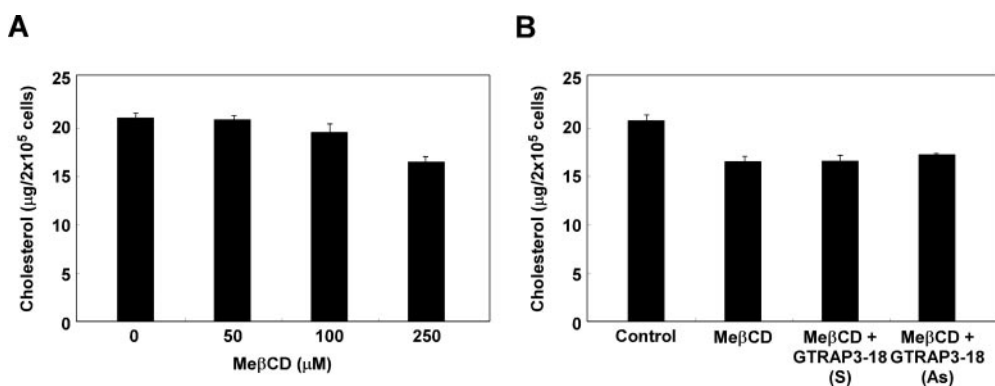 A
Cholesterol (µg/2x10⁵ cells)
25
20
15
10
5
0
0 50 100 250
MeβCD (µM)
B
Cholesterol (µg/2x10⁵ cells)
25
20
15
10
5
0
Control MeβCD MeβCD + MeβCD +
GTRAP3-18 GTRAP3-18
(S) (As)